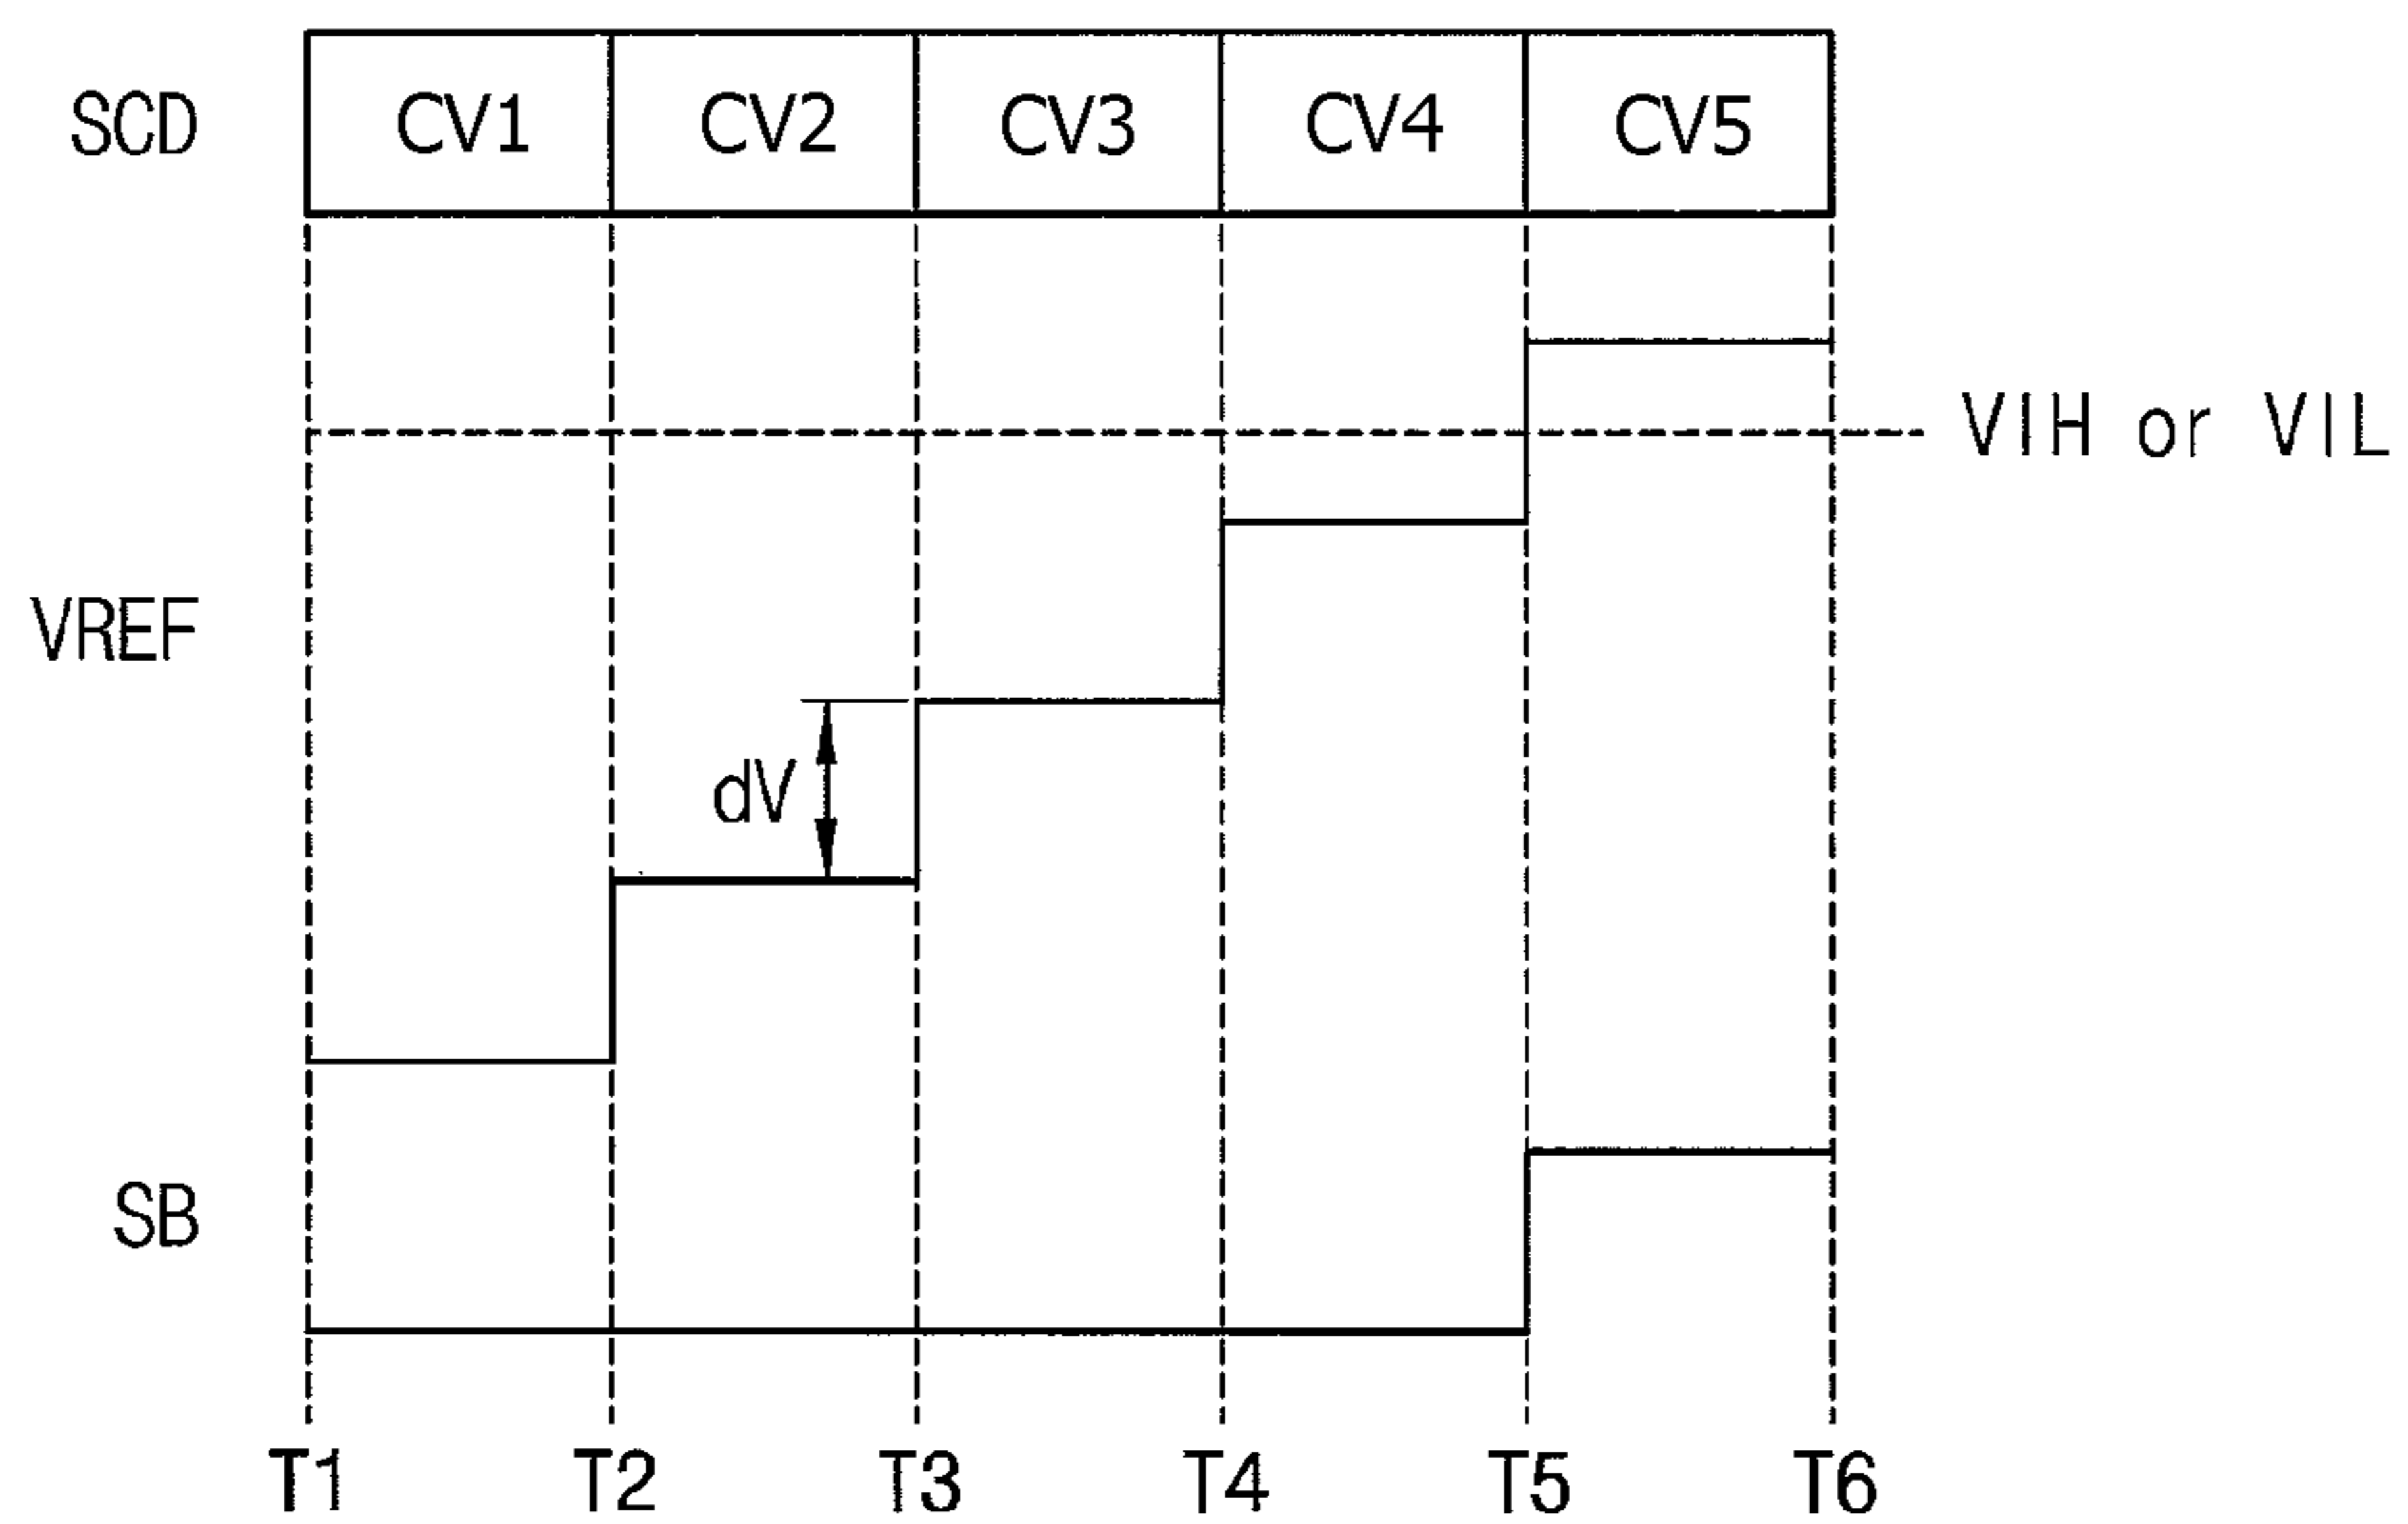 SCD CV1 CV2 CV3 CV4 CV5
VIH or VIL
VREF
dV
SB
T1 T2 T3 T4 T5 T6